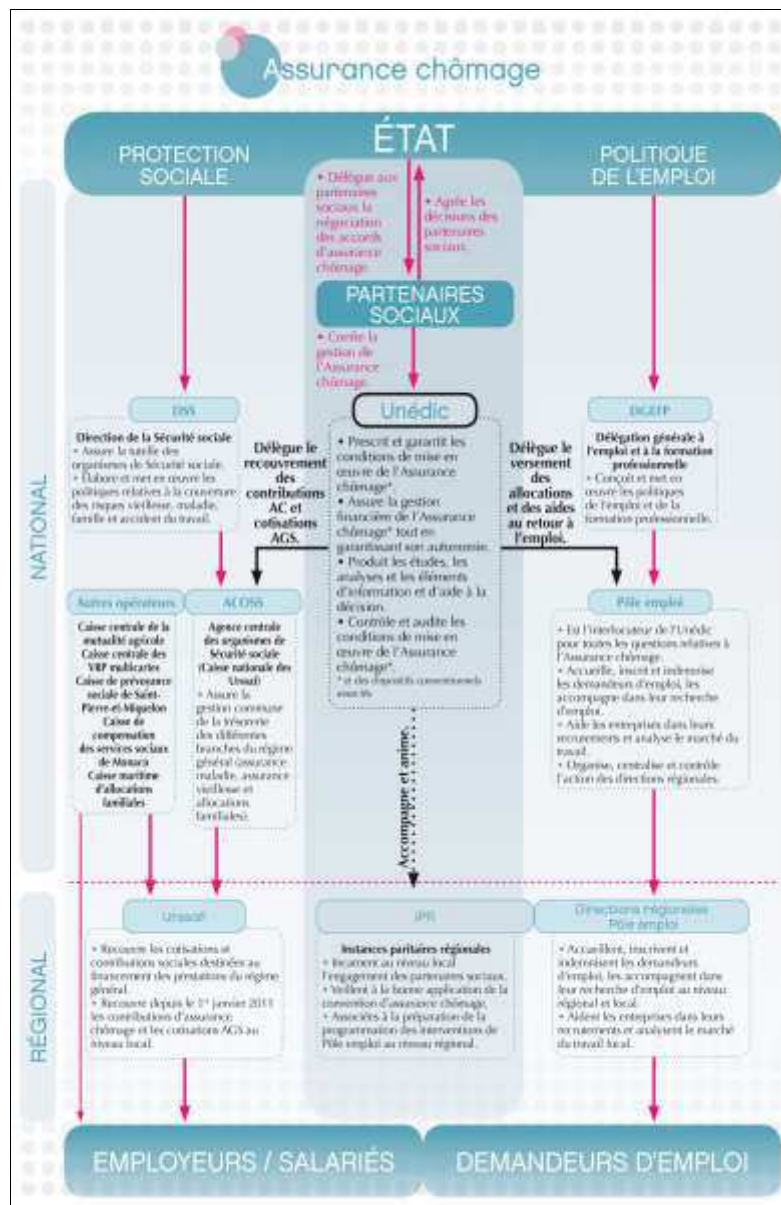 Assurance chômage
ÉTAT
PROTECTION
SOCIALE
POLITIQUE
DE L'EMPLOI
• Délègue aux
partenaires
sociaux la
négociation
des accords
d'assurance
chômage.
• Agrée les
décisions des
partenaires
sociaux.
PARTENAIRES
SOCIAUX
• Confie la
gestion de
l'Assurance
chômage.
NATIONAL
DSS
Direction de la Sécurité sociale
• Assure la tutelle des
organismes de Sécurité sociale.
• Élabore et met en œuvre les
politiques relatives à la couverture
des risques vieillesse, maladie,
famille et accident du travail.
Délègue le
recouvrement
des
contributions
AC et
cotisations
AGS.
Unédic
• Prescrit et garantit les
conditions de mise en
œuvre de l'Assurance
chômage*.
• Assure la gestion
financière de l'Assurance
chômage* tout en
garantissant son autonomie.
• Produit les études, les
analyses et les éléments
d'information et d'aide à la
décision.
• Contrôle et audite les
conditions de mise en
œuvre de l'Assurance
chômage*.
* et des dispositifs conventionnels
Délègue le
versement
des
allocations
et des aides
au retour à
l'emploi.
DGEFP
Délégation générale à
l'emploi et à la formation
professionnelle
• Conçoit et met en
œuvre les politiques
de l'emploi et de la
formation professionnelle.
Autres opérateurs
Caisse centrale de la
mutualité agricole
Caisse centrale des
VRP multicartes
Caisse de prévoyance
sociale de Saint-
Pierre-et-Miquelon
Caisse de
compensation
des services sociaux
de Monaco
Caisse maritime
d'allocations
familiales
ACOSS
Agence centrale
des organismes de
Sécurité sociale
(Caisse nationale des
Urssaf)
• Assure la
gestion commune
de la trésorerie
des différentes
branches du régime
général (assurance
maladie, assurance
vieillesse et
allocations
familiales).
Pôle emploi
• Est l'interlocuteur de l'Unédic
pour toutes les questions relatives à
l'Assurance chômage.
• Accueille, inscrit et indemnise
les demandeurs d'emploi, les
accompagne dans leur recherche
d'emploi.
• Aide les entreprises dans leurs
recrutements et analyse le marché du
travail.
• Organise, centralise et contrôle
l'action des directions régionales.
Accompagne et anime.
RÉGIONAL
Urssaf
• Recouvre les cotisations et
contributions sociales destinées au
financement des prestations du régime
général.
• Recouvre depuis le 1er janvier 2011
les contributions d'assurance
chômage et les cotisations AGS au
niveau local.
IPR
Instances paritaires régionales
• Incarnent au niveau local
l'engagement des partenaires sociaux.
• Veillent à la bonne application de la
convention d'assurance chômage.
• Associées à la préparation de la
programmation des interventions de
Pôle emploi au niveau régional.
Directions régionales
Pôle emploi
• Accueillent, inscrivent et
indemnisent les demandeurs
d'emploi, les accompagnent dans
leur recherche d'emploi au niveau
régional et local.
• Aident les entreprises dans leurs
recrutements et analysent le marché
du travail local.
EMPLOYEURS / SALARIÉS
DEMANDEURS D'EMPLOI